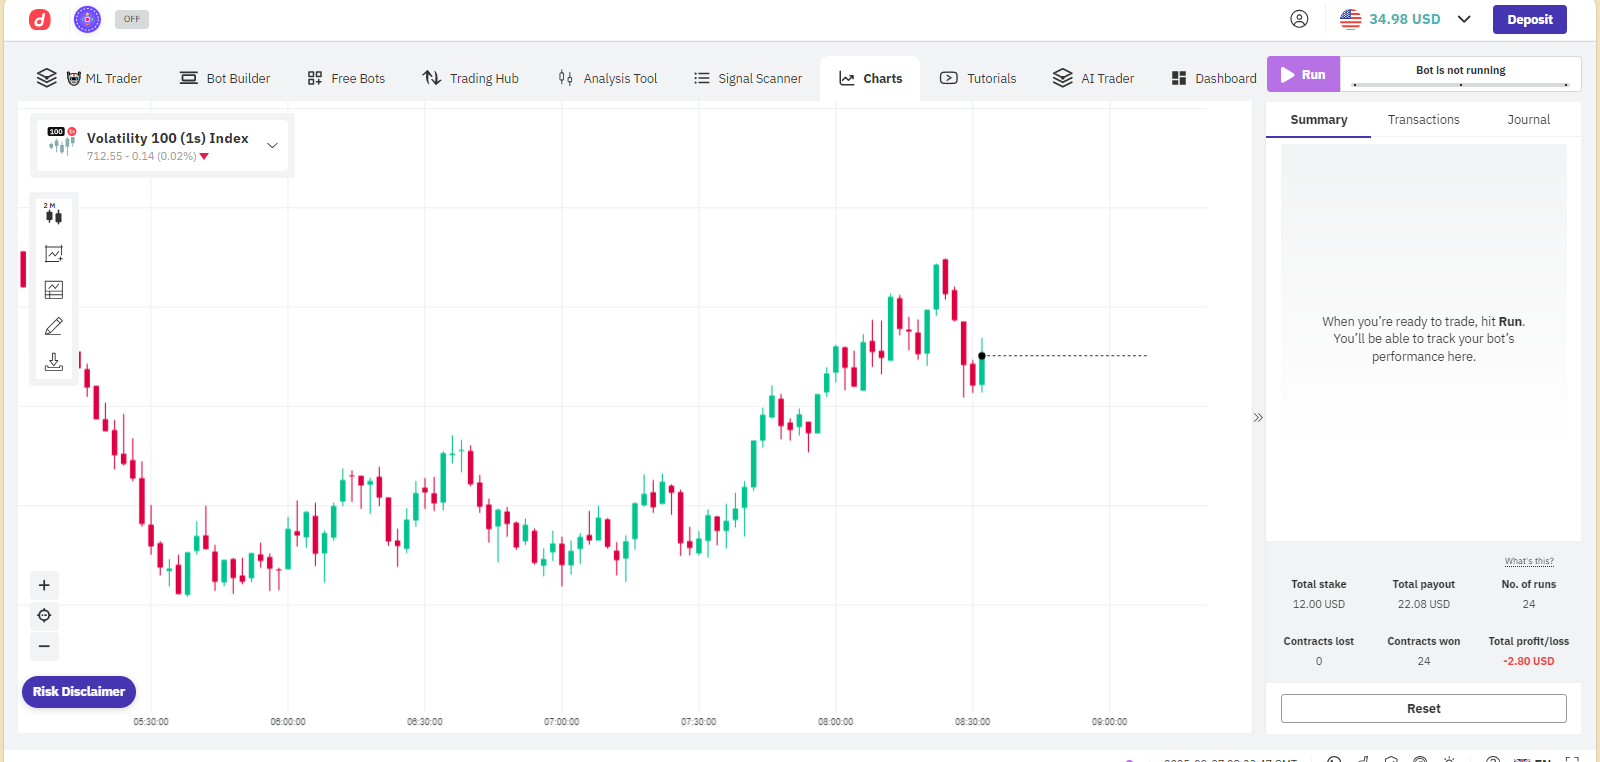 OFF
34.98 USD
Deposit
ML Trader
Bot Builder
Free Bots
Trading Hub
Analysis Tool
Signal Scanner
Charts
Tutorials
AI Trader
Dashboard
Run
Bot is not running
100 1s
Volatility 100 (1s) Index
712.55 - 0.14 (0.02%)
2 M
Summary
Transactions
Journal
When you're ready to trade, hit Run.
You'll be able to track your bot's
performance here.
What's this?
Total stake
12.00 USD
Total payout
22.08 USD
No. of runs
24
Contracts lost
0
Contracts won
24
Total profit/loss
-2.80 USD
Reset
Risk Disclaimer
05:30:00
06:00:00
06:30:00
07:00:00
07:30:00
08:00:00
08:30:00
09:00:00